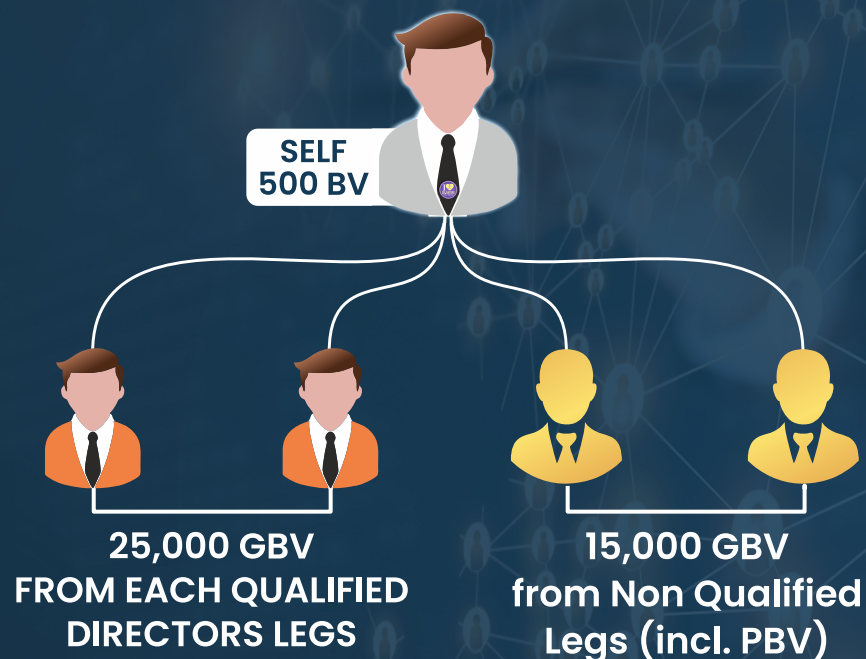 SELF
500 BV
25,000 GBV
FROM EACH QUALIFIED
DIRECTORS LEGS
15,000 GBV
from Non Qualified
Legs (incl. PBV)